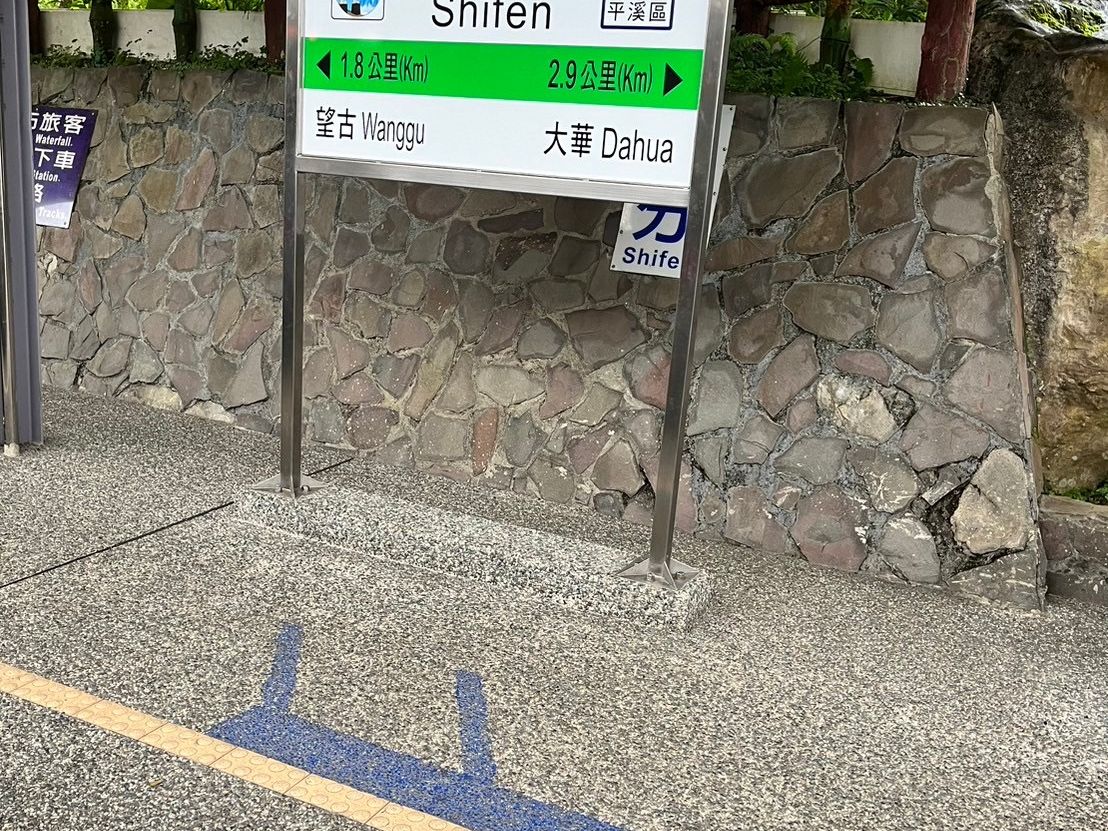 Shifen
平溪區
1.8公里(Km)
2.9公里(Km)
望古 Wanggu
大華 Dahua
旅客
Waterfall.
下車
tation.
Tracks.
Shife